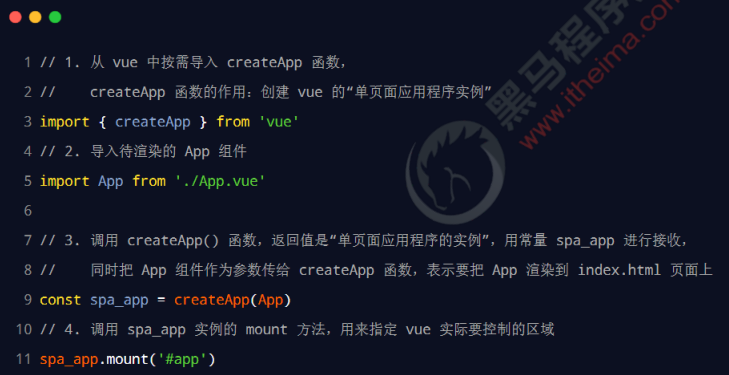 1 // 1. 从 vue 中按需导入 createApp 函数，
2 //    createApp 函数的作用：创建 vue 的“单页面应用程序实例”
3 import { createApp } from 'vue'
4 // 2. 导入待渲染的 App 组件
5 import App from './App.vue'
6
7 // 3. 调用 createApp() 函数，返回值是“单页面应用程序的实例”，用常量 spa_app 进行接收，
8 //    同时把 App 组件作为参数传给 createApp 函数，表示要把 App 渲染到 index.html 页面上
9 const spa_app = createApp(App)
10 // 4. 调用 spa_app 实例的 mount 方法，用来指定 vue 实际要控制的区域
11 spa_app.mount('#app')
黑马程序
www.itheima.com